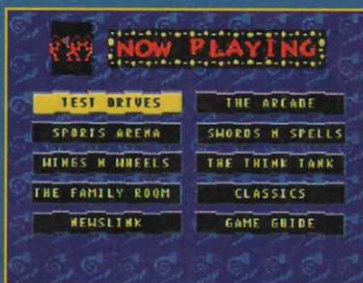 NOW PLAYING
TEST DRIVES
THE ARCADE
SPORTS ARENA
SWORDS N SPELLS
WINGS N WHEELS
THE THINK TANK
THE FAMILY ROOM
CLASSICS
NEWSLINK
GAME GUIDE